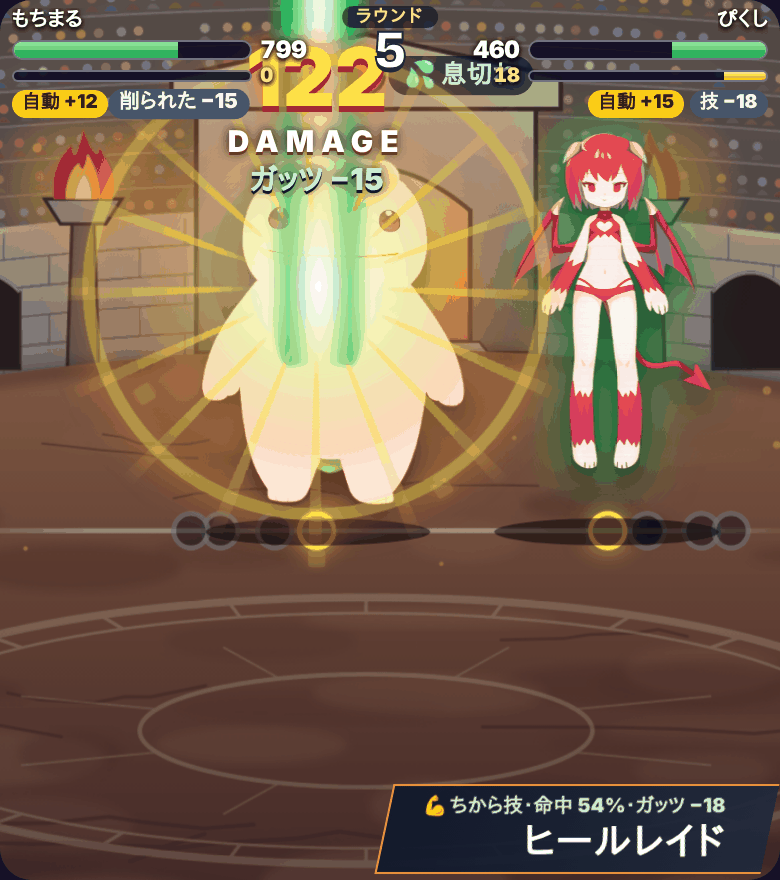 もちまる
ラウンド
ぴくし
5
799
460
0
18
💦 息切れ
自動 +12
削られた −15
自動 +15
技 −18
122
DAMAGE
ガッツ −15
💪 ちから技·命中 54%·ガッツ −18
ヒールレイド